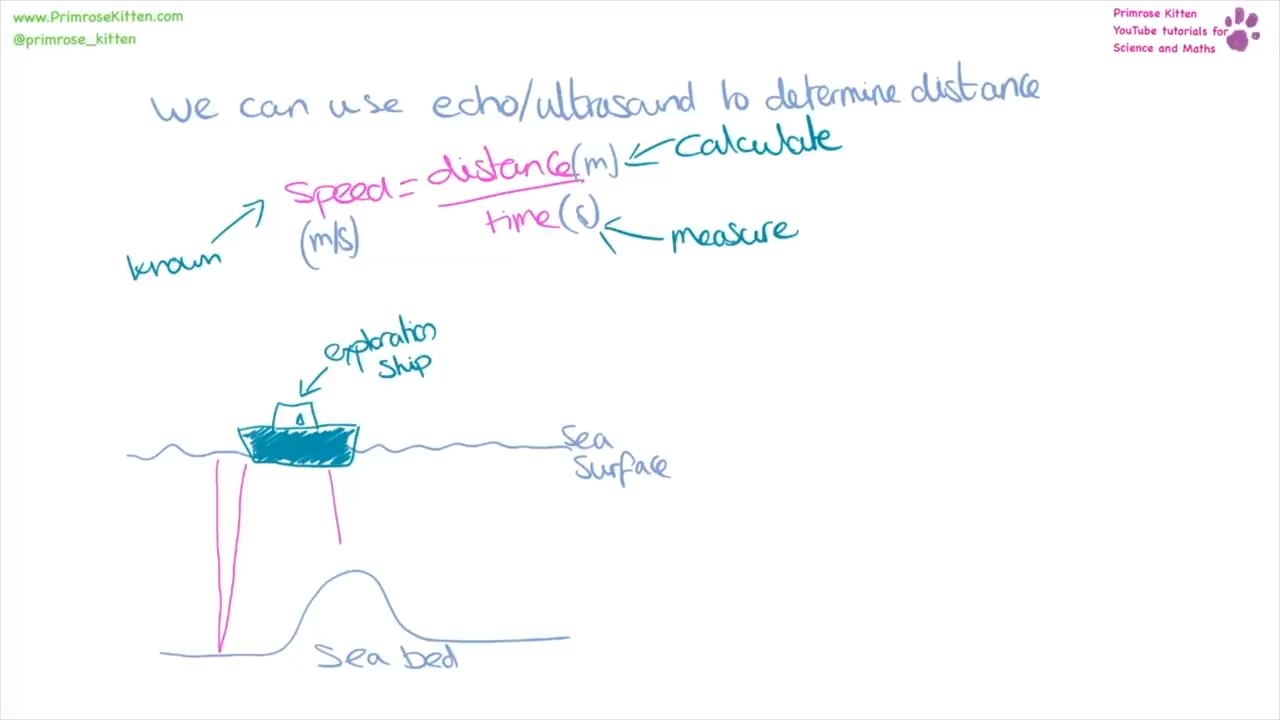 www.PrimroseKitten.com
@primrose_kitten
Primrose Kitten
YouTube tutorials for
Science and Maths
We can use echo/ultrasound to determine distance
Calculate
speed = distance (m)
time (s)
(m/s)
measure
known
exploration
ship
sea
surface
sea bed